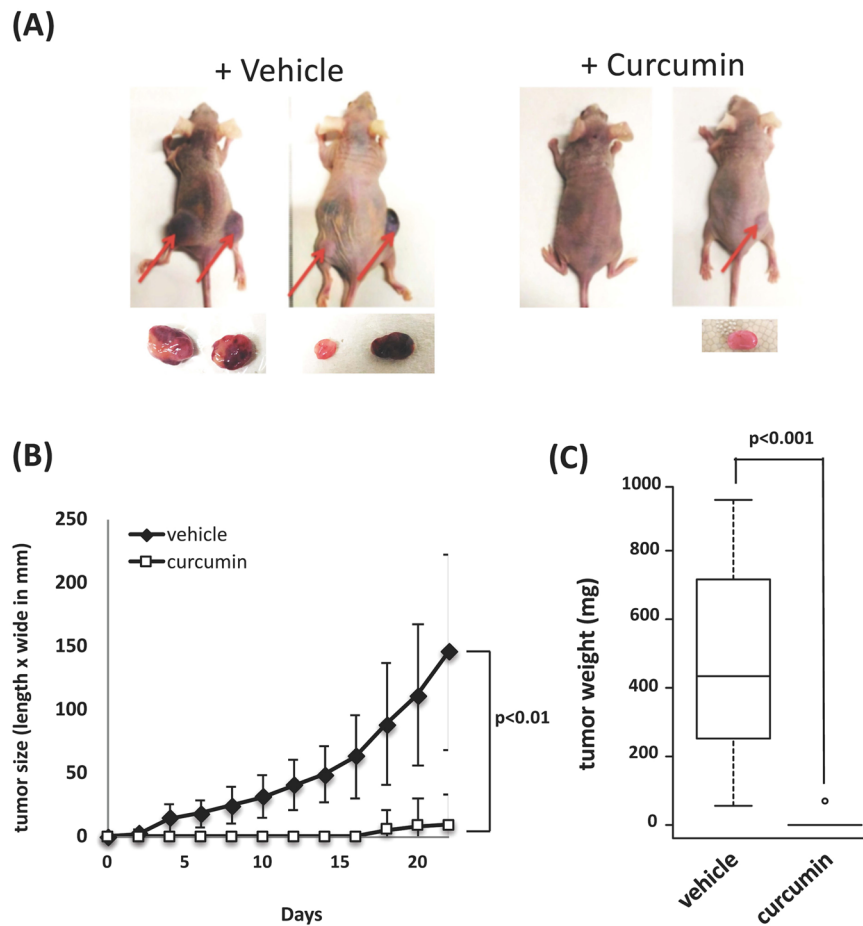 (A)
+ Vehicle
+ Curcumin
(B)
250
200
150
100
50
0
tumor size (length x wide in mm)
vehicle
curcumin
p<0.01
0
5
10
15
20
Days
(C)
p<0.001
1000
800
600
400
200
0
tumor weight (mg)
vehicle
curcumin